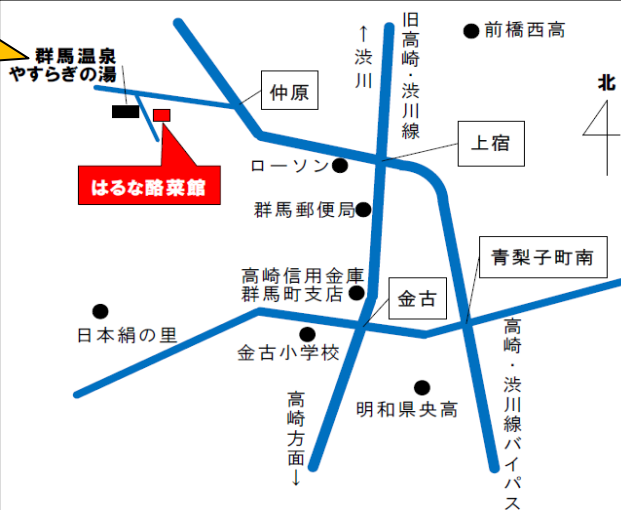 群馬温泉
やすらぎの湯
はるな酪菜館
仲原
←渋川
旧高崎・渋川線
前橋西高
北
上宿
ローソン
群馬郵便局
青梨子町南
高崎信用金庫
群馬町支店
金古
日本絹の里
金古小学校
明和県央高
高崎方面→
高崎・渋川線バイパス